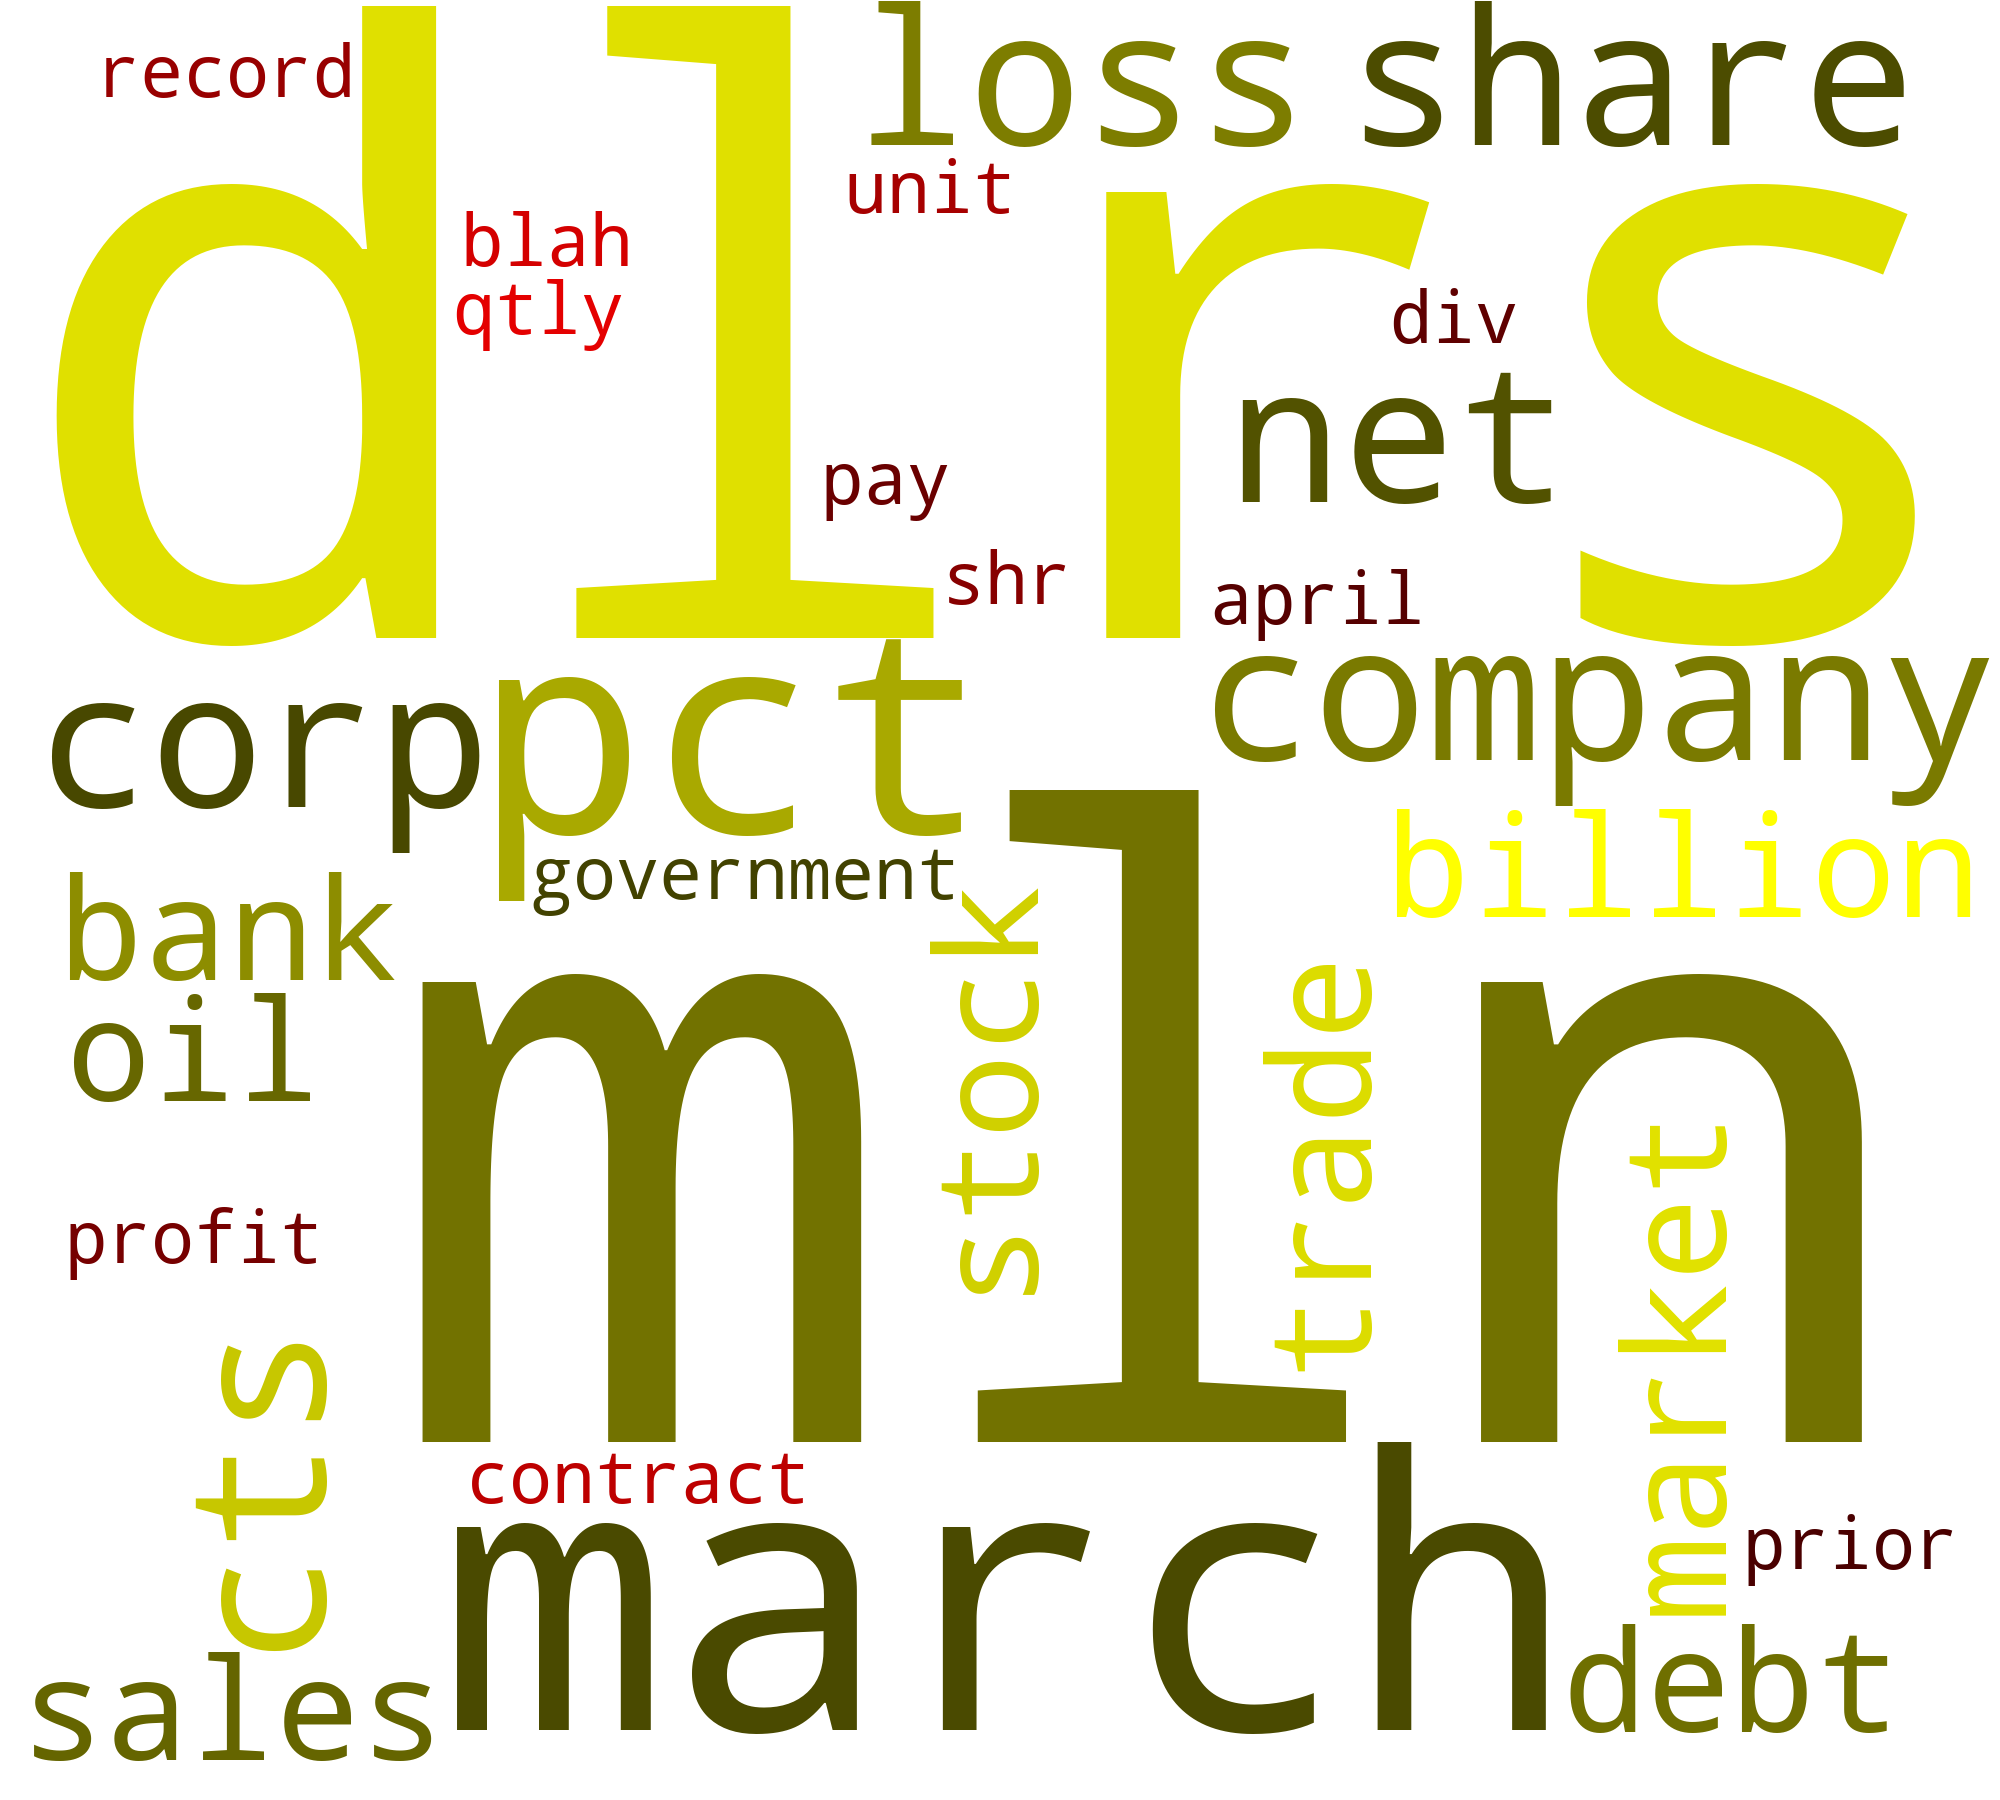 record
dlrs
loss
share
unit
blah
qtly
div
net
pay
shr
april
corp
pct
company
government
billion
bank
oil
mln
stock
trade
market
profit
cts
contract
march
prior
sales
debt